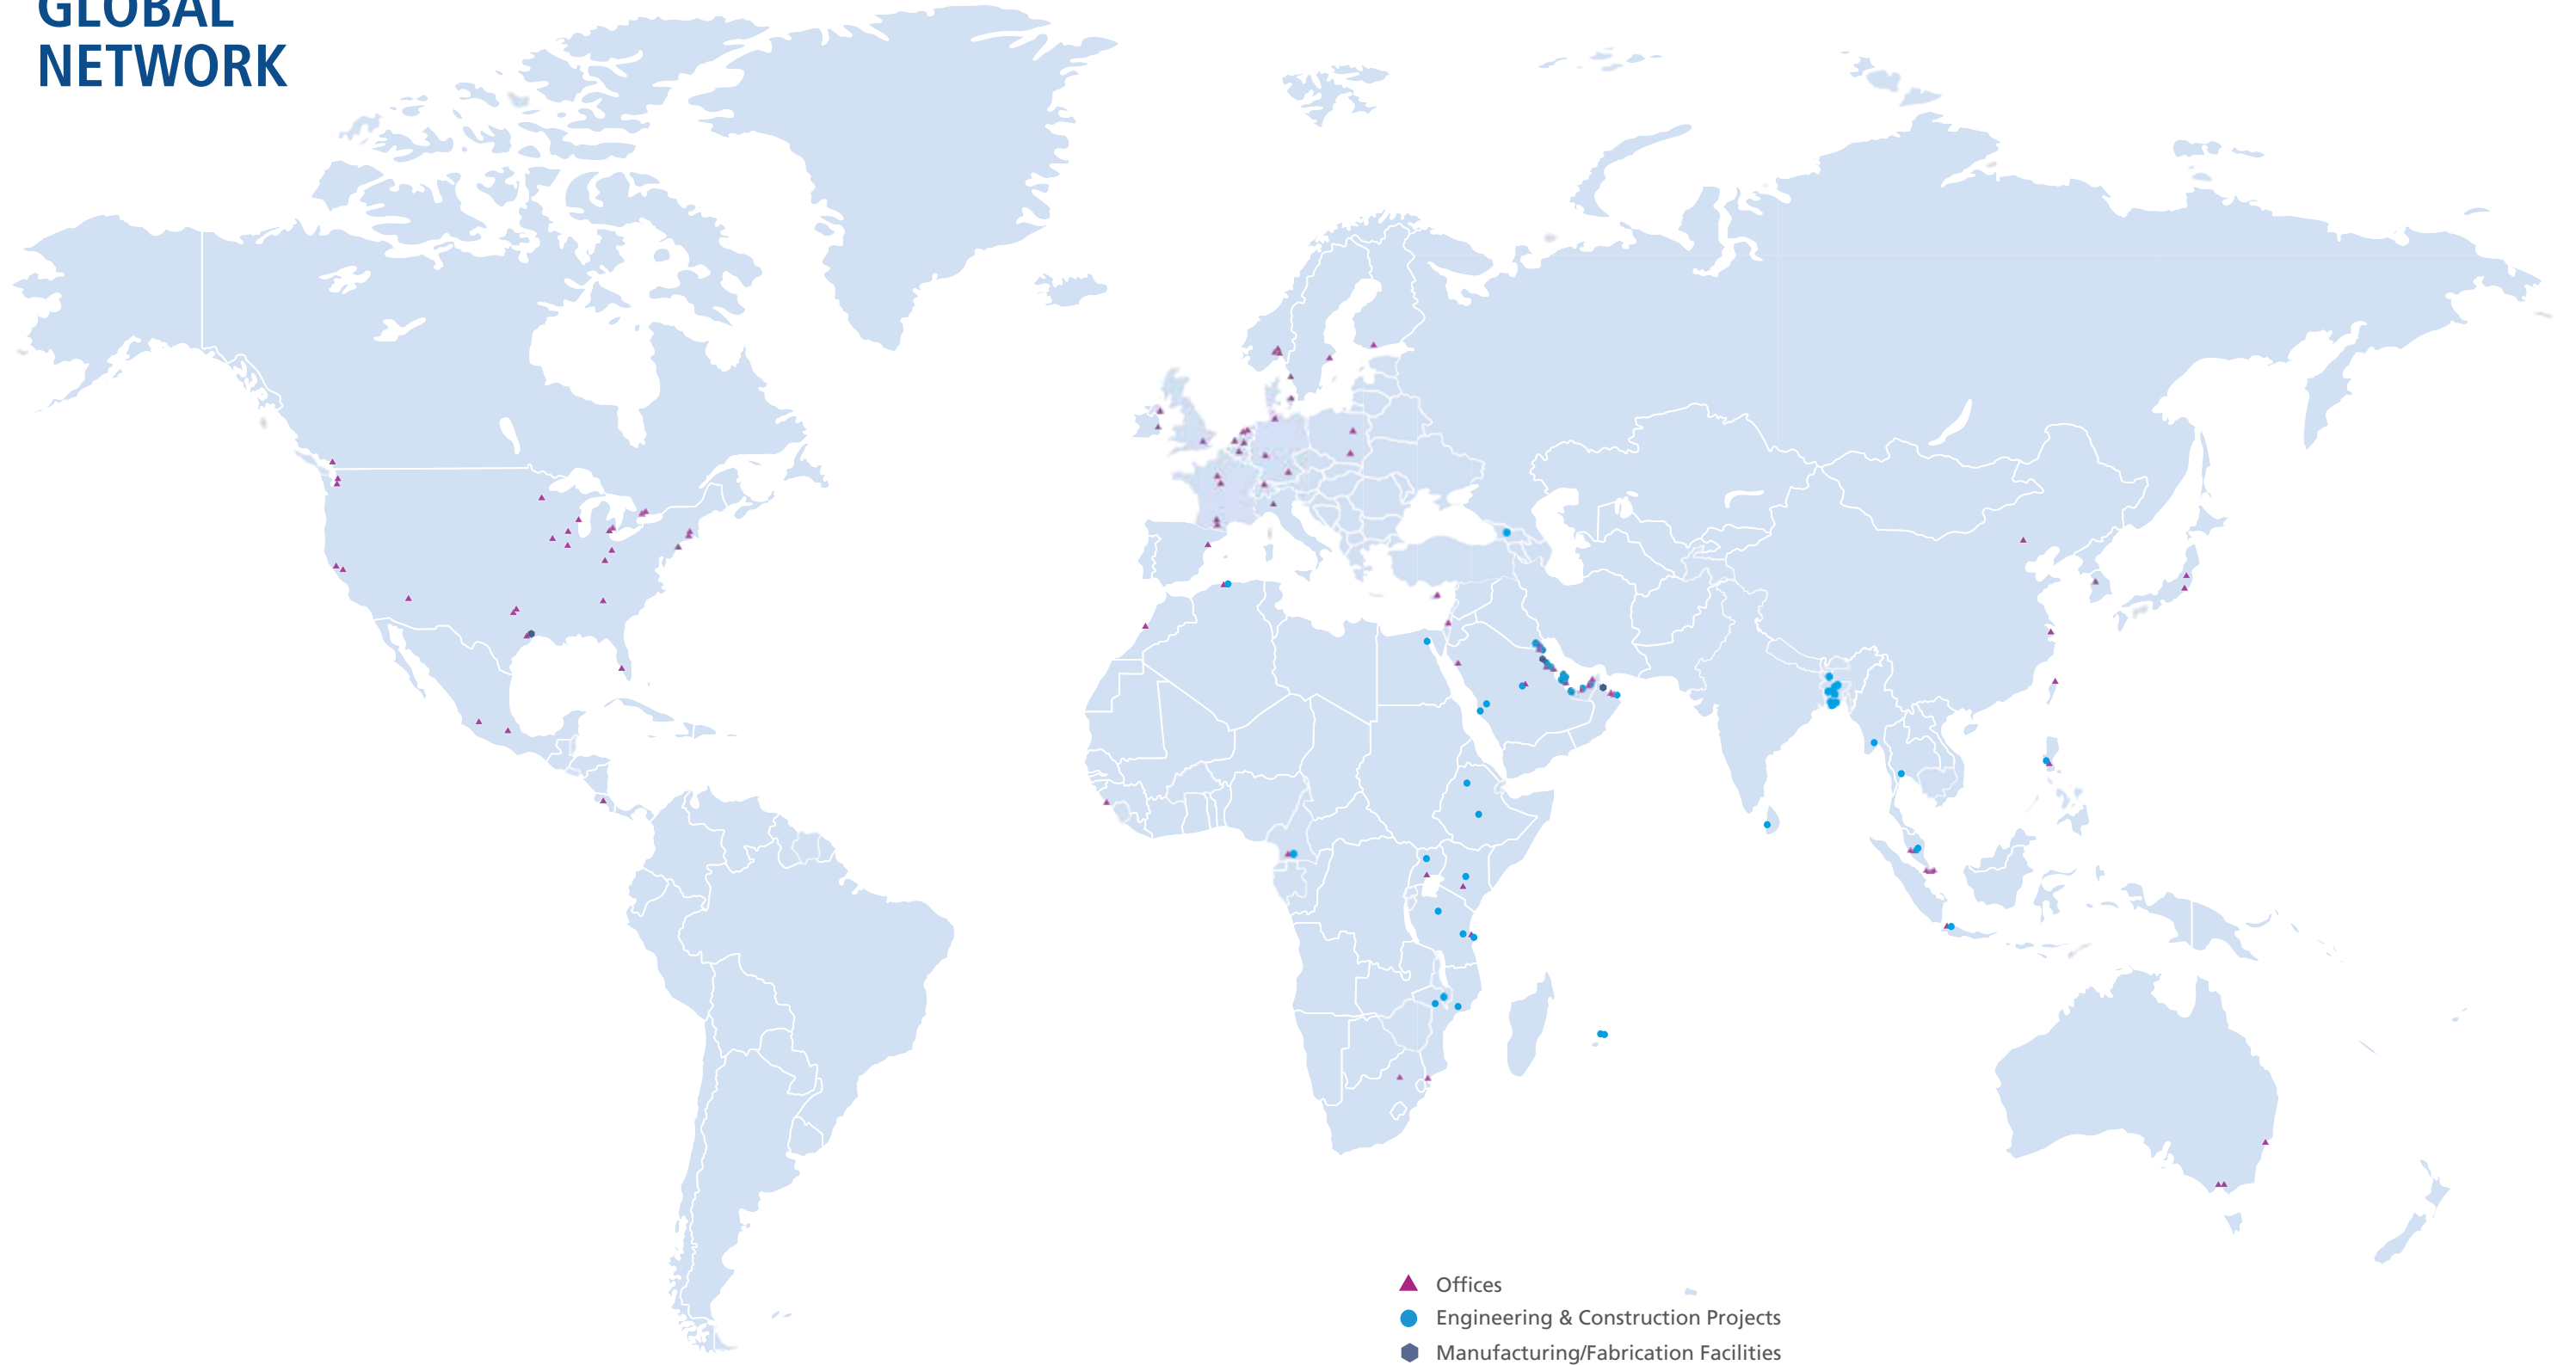 GLOBAL
NETWORK
Offices
Engineering & Construction Projects
Manufacturing/Fabrication Facilities